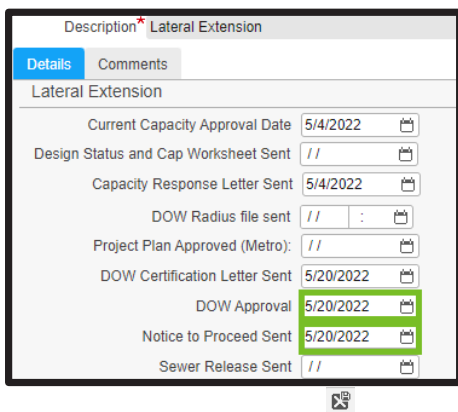 Description* Lateral Extension
Details Comments
Lateral Extension
Current Capacity Approval Date 5/4/2022
Design Status and Cap Worksheet Sent / /
Capacity Response Letter Sent 5/4/2022
DOW Radius file sent / / :
Project Plan Approved (Metro): / /
DOW Certification Letter Sent 5/20/2022
DOW Approval 5/20/2022
Notice to Proceed Sent 5/20/2022
Sewer Release Sent / /